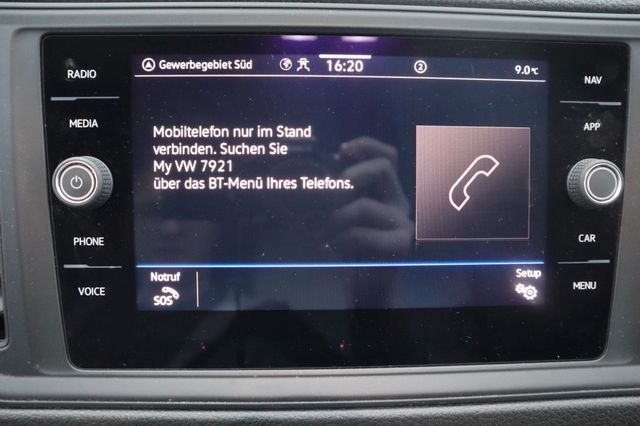 RADIO
MEDIA
PHONE
VOICE
Gewerbegebiet Süd
16:20
2
9.0°C
Mobiltelefon nur im Stand
verbinden. Suchen Sie
My VW 7921
über das BT-Menü Ihres Telefons.
Notruf
SOS
Setup
NAV
APP
CAR
MENU